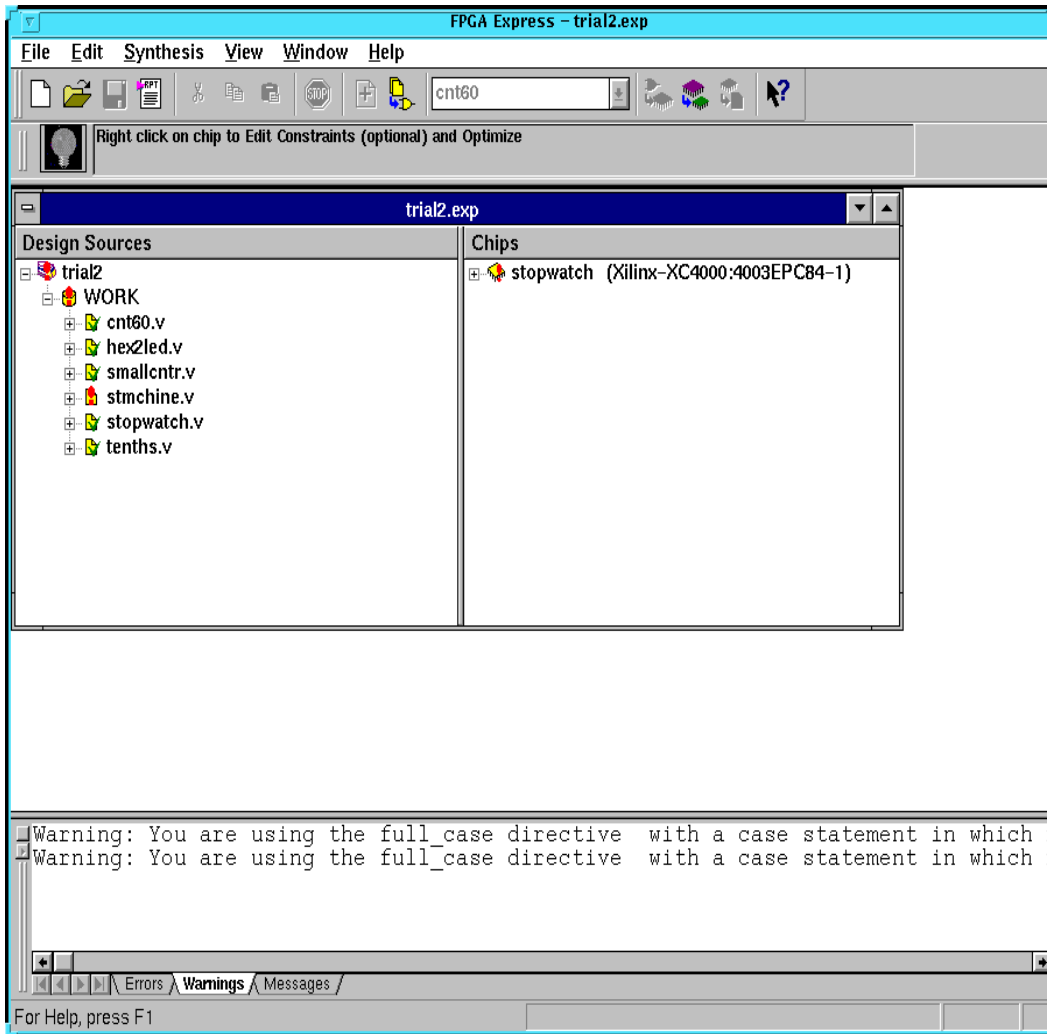 FPGA Express – trial2.exp
File Edit Synthesis View Window Help
RPT STOP cnt60 ?
Right click on chip to Edit Constraints (optional) and Optimize
trial2.exp
Design Sources
trial2
WORK
cnt60.v
hex2led.v
smallcntr.v
stmchine.v
stopwatch.v
tenths.v
Chips
stopwatch (Xilinx-XC4000:4003EPC84-1)
Warning: You are using the full_case directive  with a case statement in which
Warning: You are using the full_case directive  with a case statement in which
Errors Warnings Messages
For Help, press F1